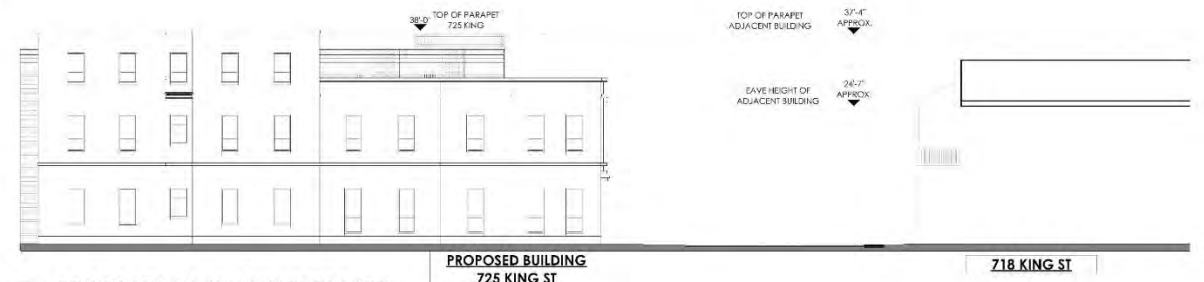 38'-0" TOP OF PARAPET
725 KING
TOP OF PARAPET
ADJACENT BUILDING
37'-4"
APPROX.
EAVE HEIGHT OF
ADJACENT BUILDING
24'-7"
APPROX
PROPOSED BUILDING
725 KING ST
718 KING ST